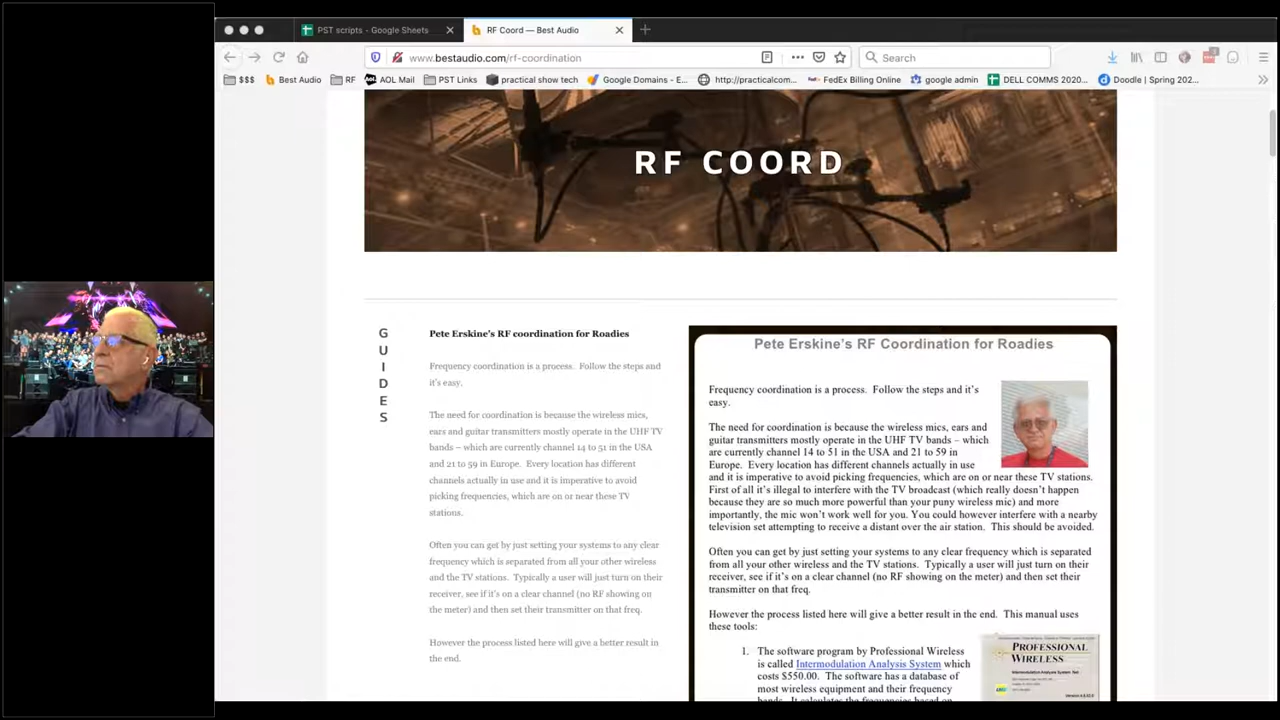 PST scripts - Google Sheets
RF Coord — Best Audio
www.bestaudio.com/rf-coordination
Search
$$$
Best Audio
RF
AOL Mail
PST Links
practical show tech
Google Domains - E...
http://practicalcom...
FedEx Billing Online
google admin
DELL COMMS 2020...
Doodle | Spring 202...
RF COORD
GUIDES
Pete Erskine's RF coordination for Roadies
Frequency coordination is a process. Follow the steps and
it's easy.
The need for coordination is because the wireless mics,
ears and guitar transmitters mostly operate in the UHF TV
bands – which are currently channel 14 to 51 in the USA
and 21 to 59 in Europe. Every location has different
channels actually in use and it is imperative to avoid
picking frequencies, which are on or near these TV
stations.
Often you can get by just setting your systems to any clear
frequency which is separated from all your other wireless
and the TV stations. Typically a user will just turn on their
receiver, see if it's on a clear channel (no RF showing on
the meter) and then set their transmitter on that freq.
However the process listed here will give a better result in
the end.
Pete Erskine's RF Coordination for Roadies
Frequency coordination is a process. Follow the steps and it's
easy.
The need for coordination is because the wireless mics, ears and
guitar transmitters mostly operate in the UHF TV bands – which
are currently channel 14 to 51 in the USA and 21 to 59 in
Europe. Every location has different channels actually in use
and it is imperative to avoid picking frequencies, which are on or near these TV stations.
First of all it's illegal to interfere with the TV broadcast (which really doesn't happen
because they are so much more powerful than your puny wireless mic) and more
importantly, the mic won't work well for you. You could however interfere with a nearby
television set attempting to receive a distant over the air station. This should be avoided.
Often you can get by just setting your systems to any clear frequency which is separated
from all your other wireless and the TV stations. Typically a user will just turn on their
receiver, see if it's on a clear channel (no RF showing on the meter) and then set their
transmitter on that freq.
However the process listed here will give a better result in the end. This manual uses
these tools:
1. The software program by Professional Wireless
is called Intermodulation Analysis System which
costs $550.00. The software has a database of
most wireless equipment and their frequency
bands. It calculates the frequencies based on
PROFESSIONAL
WIRELESS